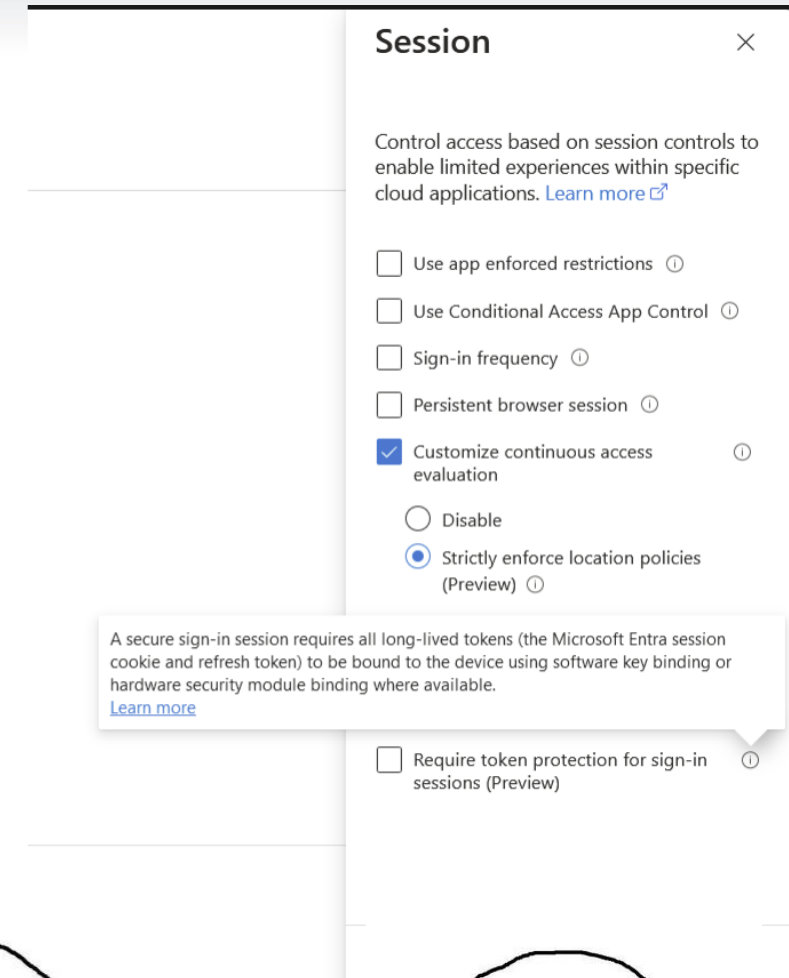 Session
Control access based on session controls to
enable limited experiences within specific
cloud applications. Learn more
Use app enforced restrictions
Use Conditional Access App Control
Sign-in frequency
Persistent browser session
Customize continuous access
evaluation
Disable
Strictly enforce location policies
(Preview)
A secure sign-in session requires all long-lived tokens (the Microsoft Entra session
cookie and refresh token) to be bound to the device using software key binding or
hardware security module binding where available.
Learn more
Require token protection for sign-in
sessions (Preview)